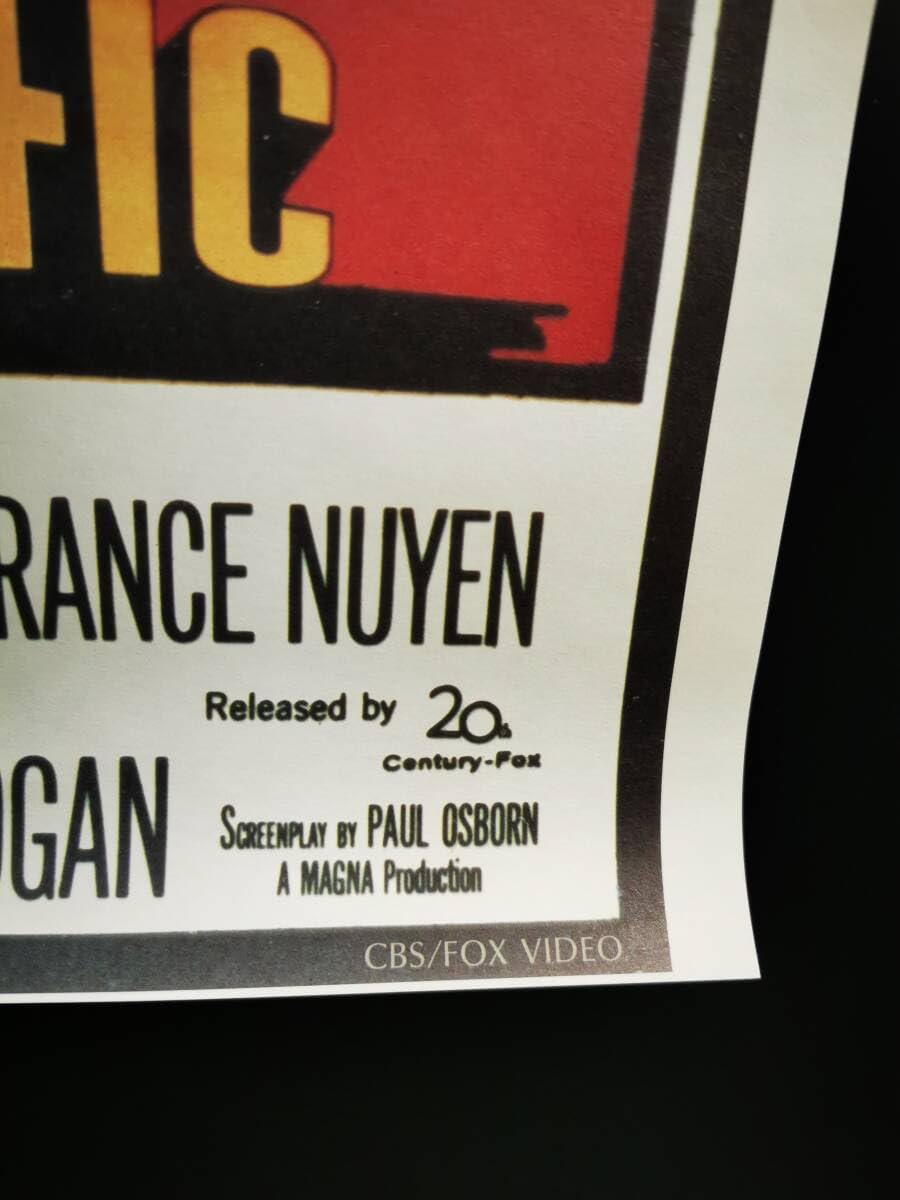 FIC
RANCE NUYEN
Released by 20th
Century-Fox
OGAN
SCREENPLAY BY PAUL OSBORN
A MAGNA Production
CBS/FOX VIDEO